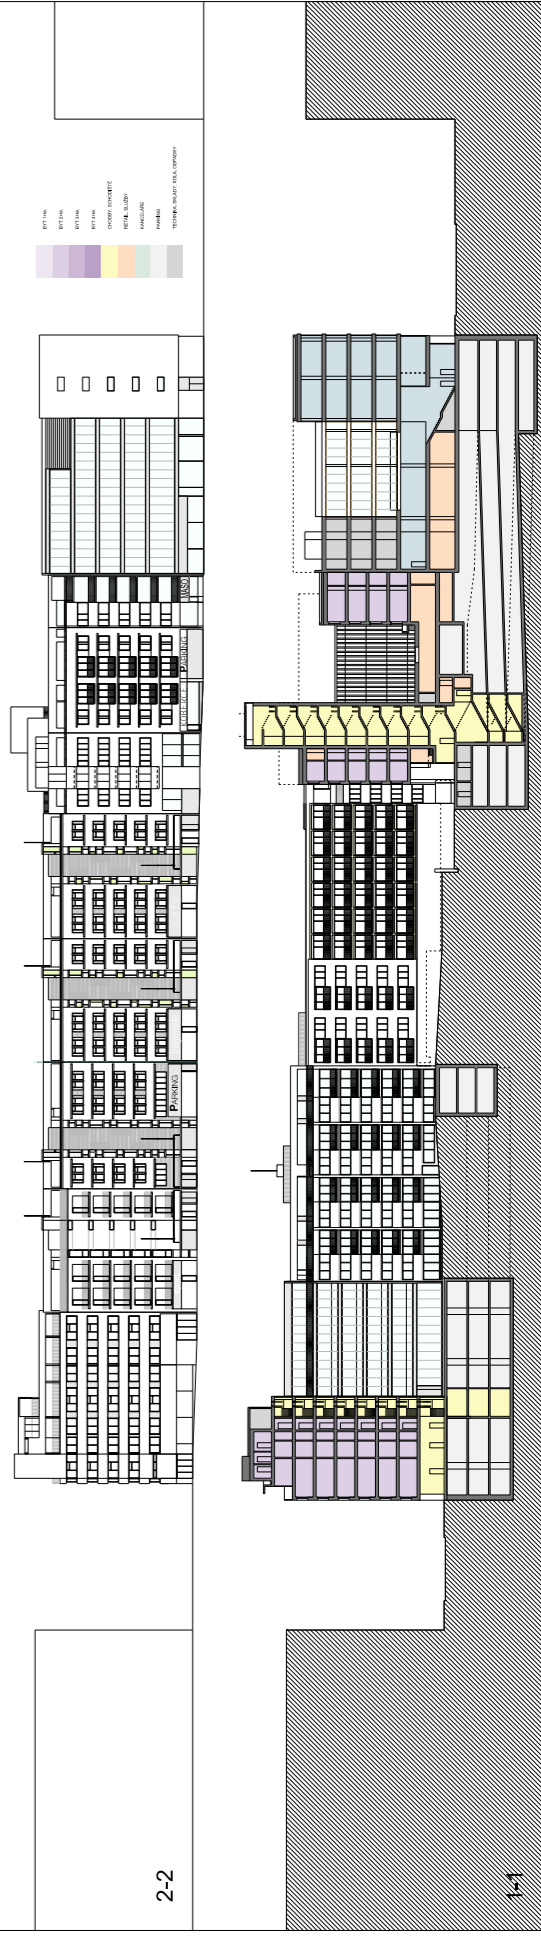 BYT 1+kk
BYT 2+kk
BYT 3+kk
BYT 4+kk
CHODBY, SCHODIŠTĚ
RETAIL, SLUŽBY
KANCELÁŘE
PARKING
TECHNIKA, SKLADY, KOLA, ODPADKY
MASO
PARKING
KOBERCE
PARKING
2-2
1-1